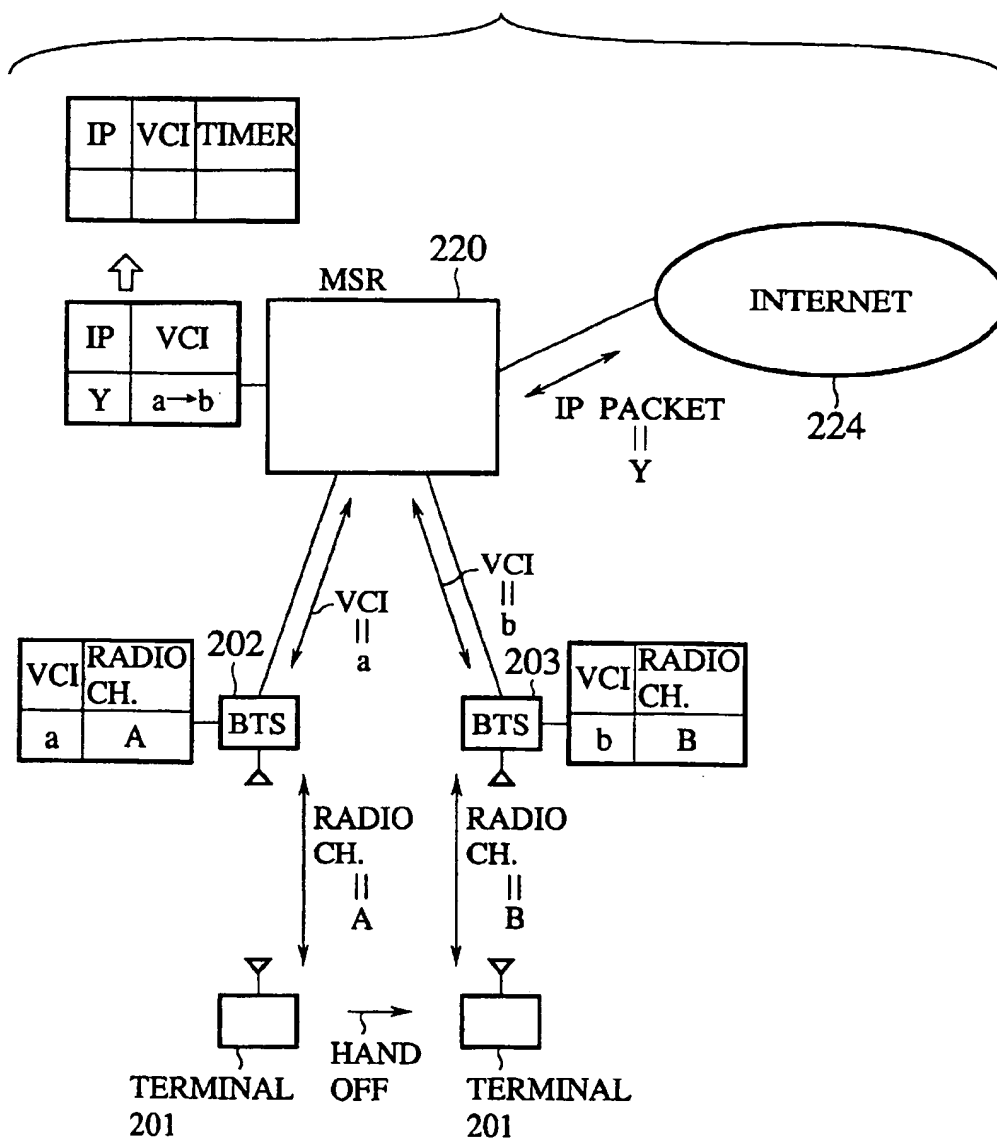 IP VCI TIMER
220
MSR
INTERNET
IP VCI
Y a→b
IP PACKET
||
Y
224
VCI
||
a
VCI
||
b
202
203
VCI RADIO CH.
a A
BTS
BTS
VCI RADIO CH.
b B
RADIO
CH.
||
A
RADIO
CH.
||
B
HAND
OFF
TERMINAL
201
TERMINAL
201